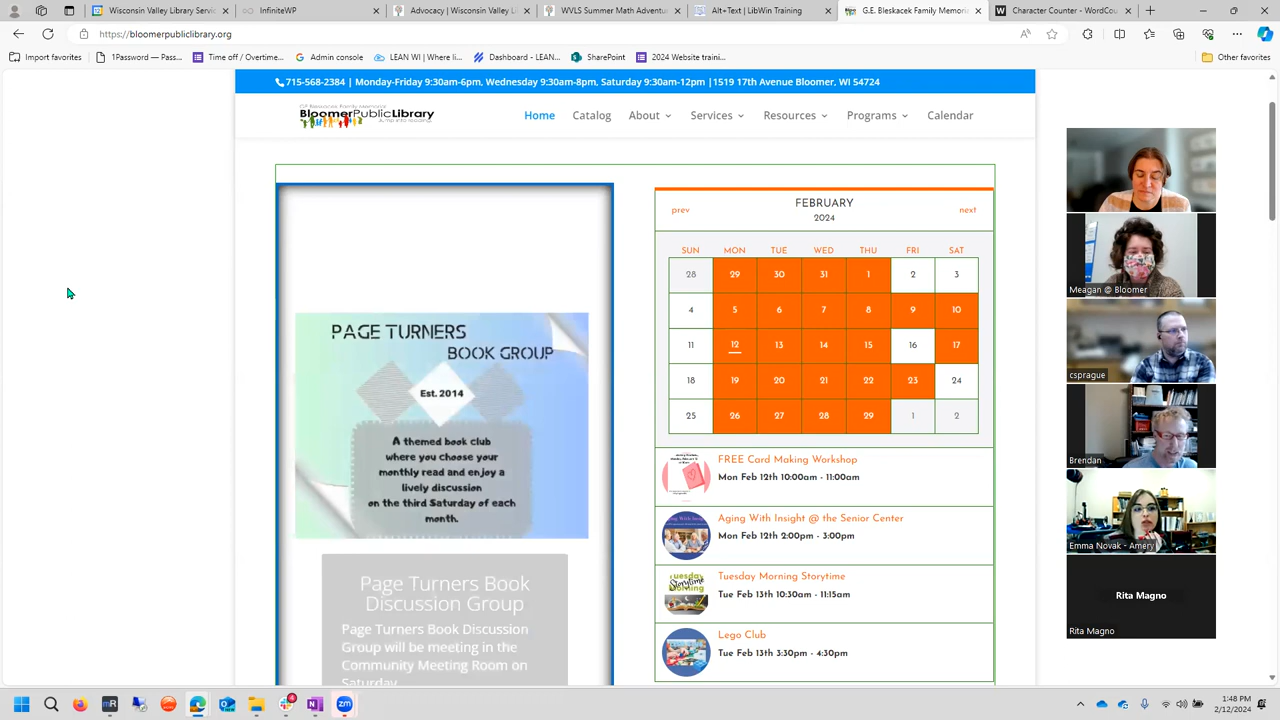 Wisconsin Valley Library Servi
InfiniteWP
Advocacy | Wisconsin Valley Li
WVLS Summer Math Automa
LibWin Training
G.E. Bleskacek Family Memoria
Character Counter - WordCou
https://bloomerpubliclibrary.org
Import favorites
1Password — Pass...
Time off / Overtime...
Admin console
LEAN WI | Where li...
Dashboard - LEAN...
SharePoint
2024 Website traini...
Other favorites
715-568-2384 | Monday-Friday 9:30am-6pm, Wednesday 9:30am-8pm, Saturday 9:30am-12pm |1519 17th Avenue Bloomer, WI 54724
BloomerPublicLibrary
Home
Catalog
About
Services
Resources
Programs
Calendar
PAGE TURNERS
BOOK GROUP
Est. 2014
A themed book club
where you choose your
monthly read and enjoy a
lively discussion
on the third Saturday of each
month.
Page Turners Book
Discussion Group
Page Turners Book Discussion
Group will be meeting in the
Community Meeting Room on
Saturday
prev
FEBRUARY
next
2024
SUN MON TUE WED THU FRI SAT
28 29 30 31 1 2 3
4 5 6 7 8 9 10
11 12 13 14 15 16 17
18 19 20 21 22 23 24
25 26 27 28 29 1 2
FREE Card Making Workshop
Mon Feb 12th 10:00am - 11:00am
Aging With Insight @ the Senior Center
Mon Feb 12th 2:00pm - 3:00pm
Tuesday Morning Storytime
Tue Feb 13th 10:30am - 11:15am
Lego Club
Tue Feb 13th 3:30pm - 4:30pm
Meagan @ Bloomer
csprague
Brendan
Emma Novak - Amery
Rita Magno
Rita Magno
1:48 PM
2/12/2024